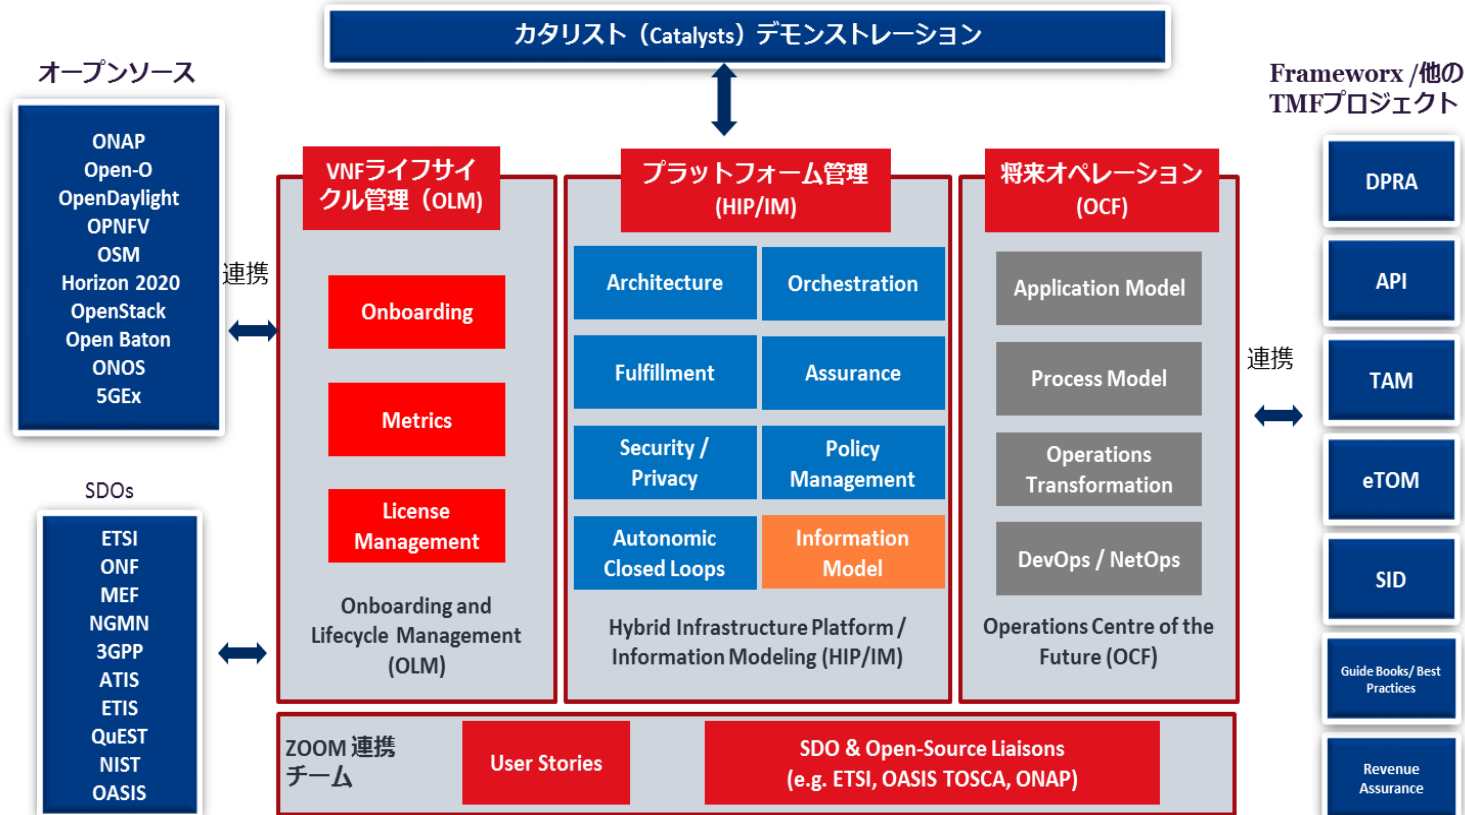 カタリスト（Catalysts）デモンストレーション
オープンソース
ONAP
Open-O
OpenDaylight
OPNFV
OSM
Horizon 2020
OpenStack
Open Baton
ONOS
5GEx
連携
SDOs
ETSI
ONF
MEF
NGMN
3GPP
ATIS
ETIS
QuEST
NIST
OASIS
VNFライフサイ
クル管理（OLM)
Onboarding
Metrics
License
Management
Onboarding and
Lifecycle Management
(OLM)
プラットフォーム管理
(HIP/IM)
Architecture
Orchestration
Fulfillment
Assurance
Security /
Privacy
Policy
Management
Autonomic
Closed Loops
Information
Model
Hybrid Infrastructure Platform /
Information Modeling (HIP/IM)
将来オペレーション
(OCF)
Application Model
Process Model
Operations
Transformation
DevOps / NetOps
Operations Centre of the
Future (OCF)
ZOOM 連携
チーム
User Stories
SDO & Open-Source Liaisons
(e.g. ETSI, OASIS TOSCA, ONAP)
連携
Frameworx /他の
TMFプロジェクト
DPRA
API
TAM
eTOM
SID
Guide Books/ Best
Practices
Revenue
Assurance